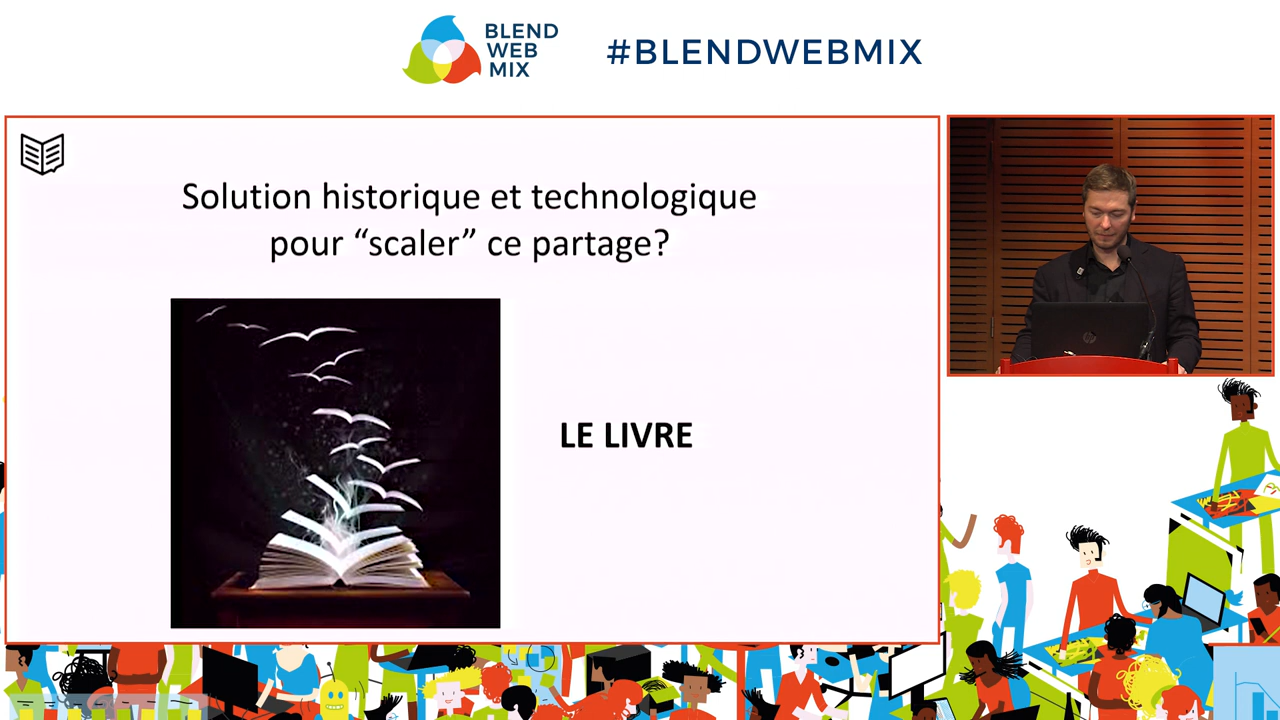 BLEND
WEB
MIX
#BLENDWEBMIX
Solution historique et technologique
pour “scaler” ce partage?
LE LIVRE